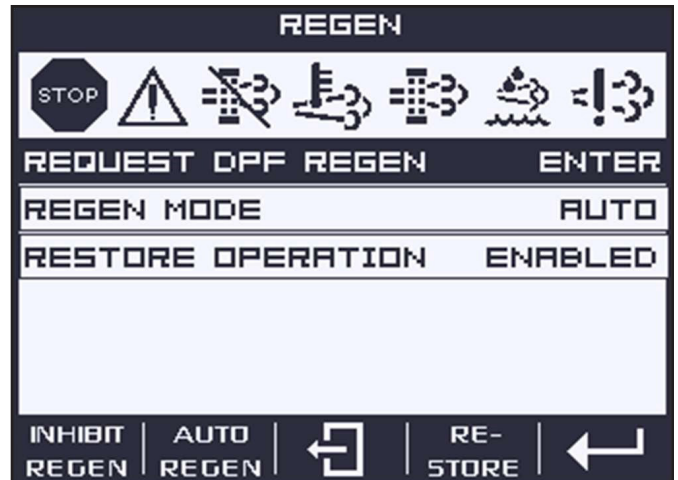 REGEN
STOP
REQUEST DPF REGEN ENTER
REGEN MODE AUTO
RESTORE OPERATION ENABLED
INHIBIT REGEN
AUTO REGEN
RE-STORE